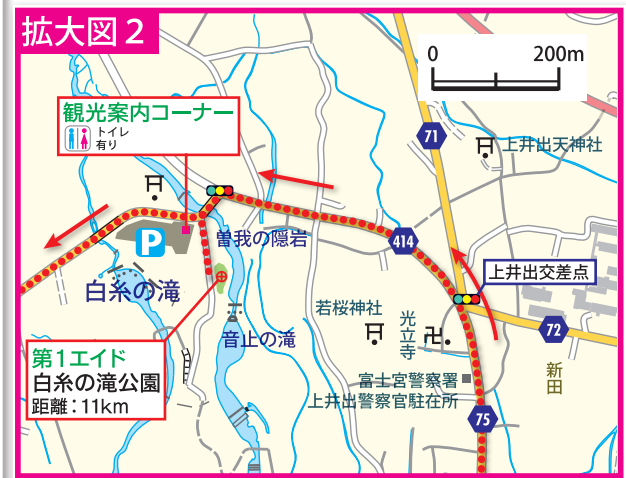 拡大図2
0 200m
観光案内コーナー
トイレ
有り
71
上井出天神社
P
曽我の隠岩
414
上井出交差点
白糸の滝
若桜神社
光立寺
音止の滝
72
第1エイド
白糸の滝公園
距離：11km
新田
富士宮警察署
上井出警察官駐在所
75